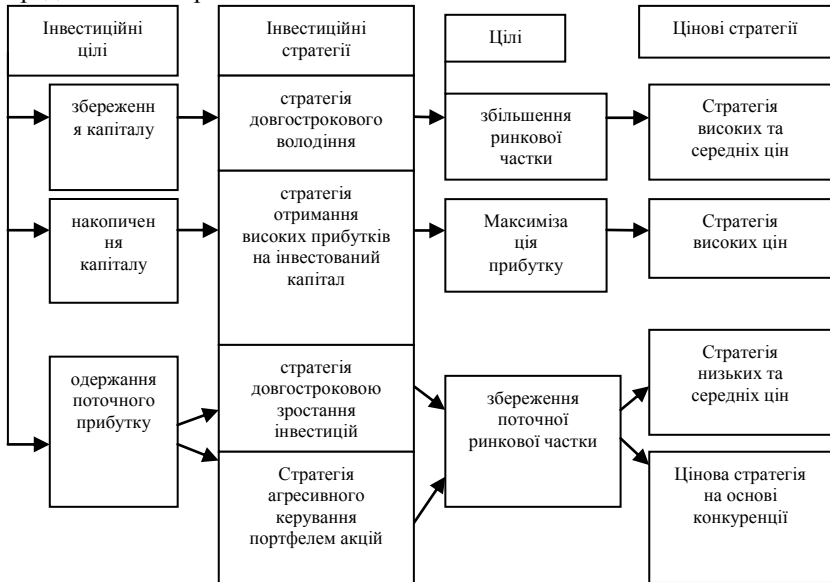 Інвестиційні
цілі
Інвестиційні
стратегії
Цілі
Цінові стратегії
збереженн
я капіталу
стратегія
довгострокового
володіння
збільшення
ринкової
частки
Стратегія
високих та
середніх цін
накопичен
ня
капіталу
стратегія
отримання
високих прибутків
на інвестований
капітал
Максиміза
ція
прибутку
Стратегія
високих цін
одержання
поточного
прибутку
стратегія
довгостроковою
зростання
інвестицій
Стратегія
агресивного
керування
портфелем акцій
збереження
поточної
ринкової частки
Стратегія
низьких та
середніх цін
Цінова стратегія
на основі
конкуренції